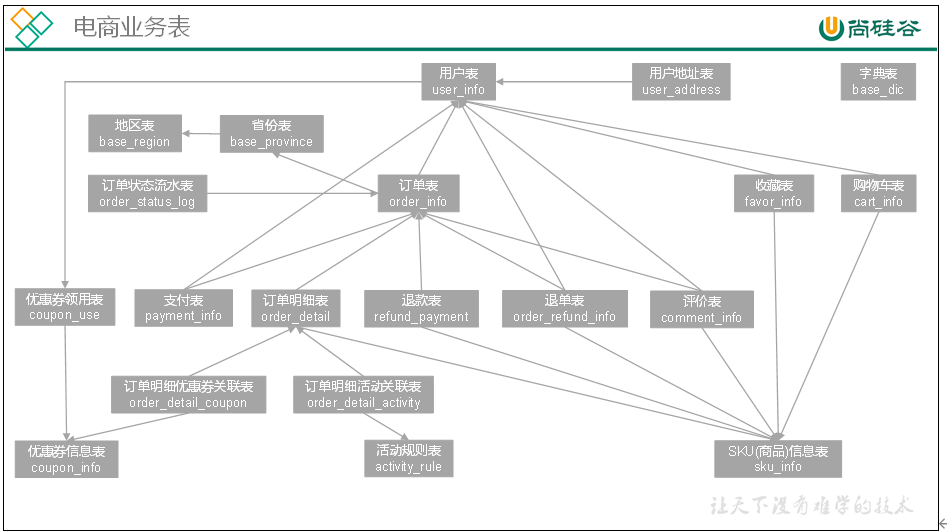 电商业务表
尚硅谷
用户表
user_info
用户地址表
user_address
字典表
base_dic
地区表
base_region
省份表
base_province
订单状态流水表
order_status_log
订单表
order_info
收藏表
favor_info
购物车表
cart_info
优惠券领用表
coupon_use
支付表
payment_info
订单明细表
order_detail
退款表
refund_payment
退单表
order_refund_info
评价表
comment_info
订单明细优惠券关联表
order_detail_coupon
订单明细活动关联表
order_detail_activity
优惠券信息表
coupon_info
活动规则表
activity_rule
SKU(商品)信息表
sku_info
让天下没有难学的技术